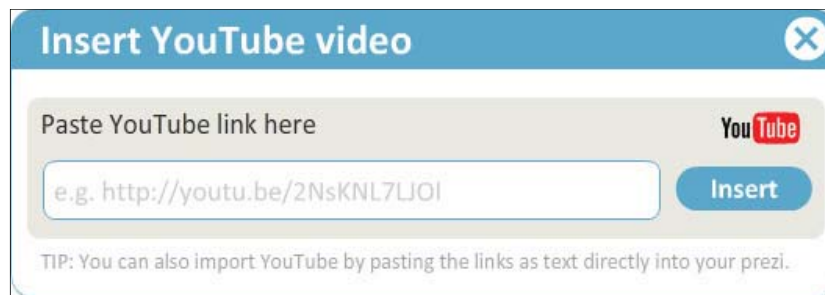 Insert YouTube video
Paste YouTube link here
YouTube
e.g. http://youtu.be/2NsKNL7LJOl
Insert
TIP: You can also import YouTube by pasting the links as text directly into your prezi.